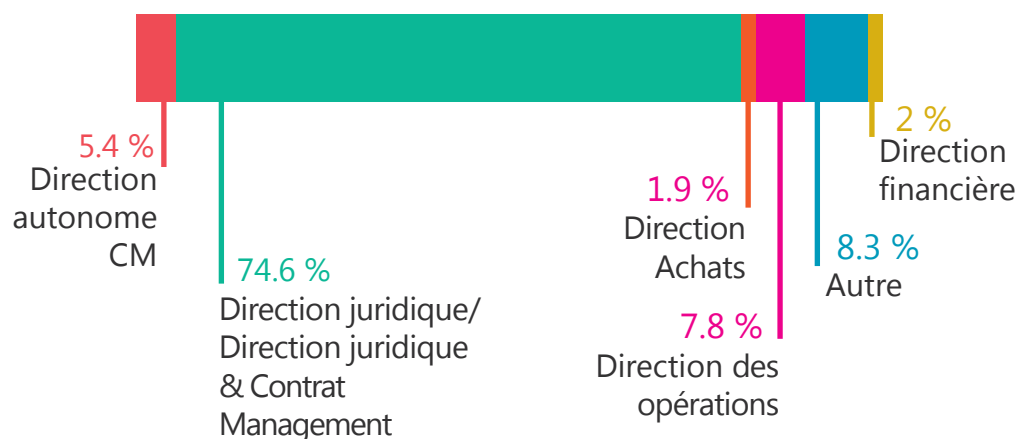 5.4 %
Direction
autonome
CM
74.6 %
Direction juridique/
Direction juridique
& Contrat
Management
1.9 %
Direction
Achats
7.8 %
Direction des
opérations
8.3 %
Autre
2 %
Direction
financière